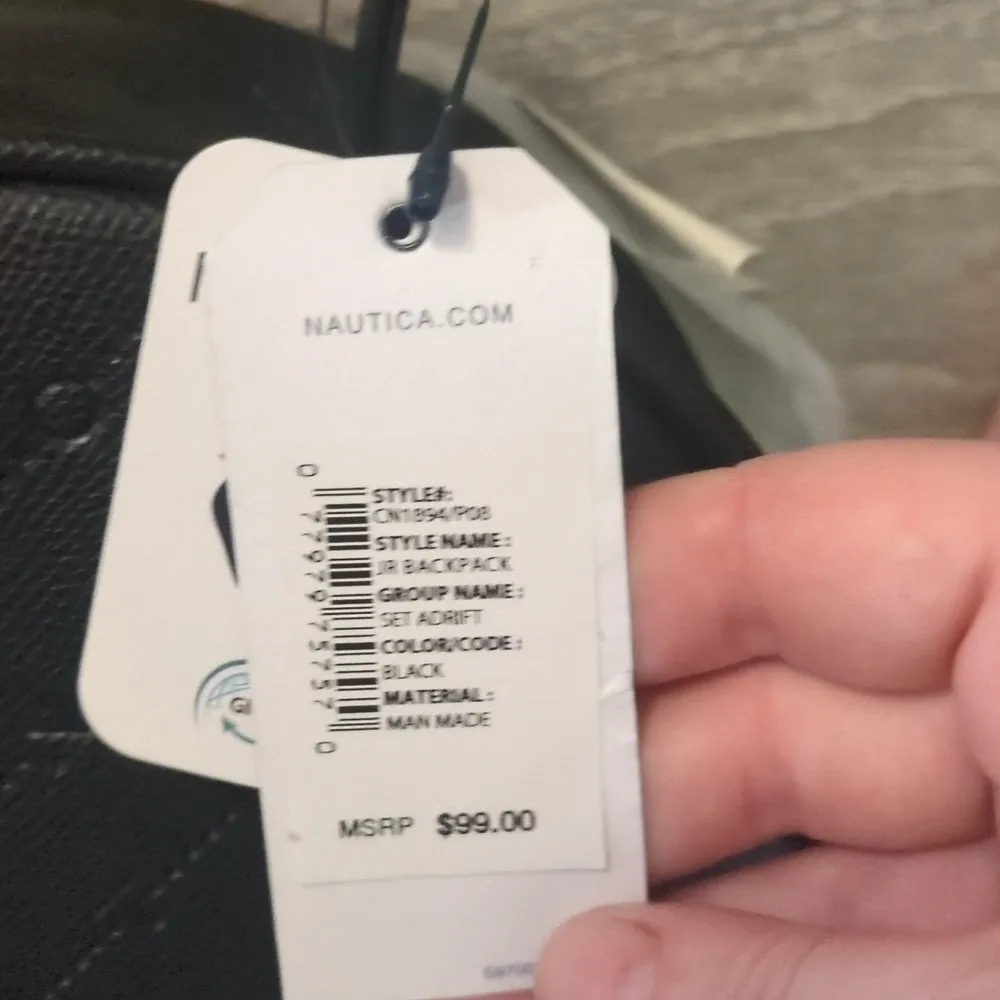 NAUTICA.COM
STYLE#:
CN1894/P08
STYLE NAME:
JR BACKPACK
GROUP NAME:
SET ADRIFT
COLOR/CODE:
BLACK
MATERIAL:
MAN MADE
MSRP $99.00